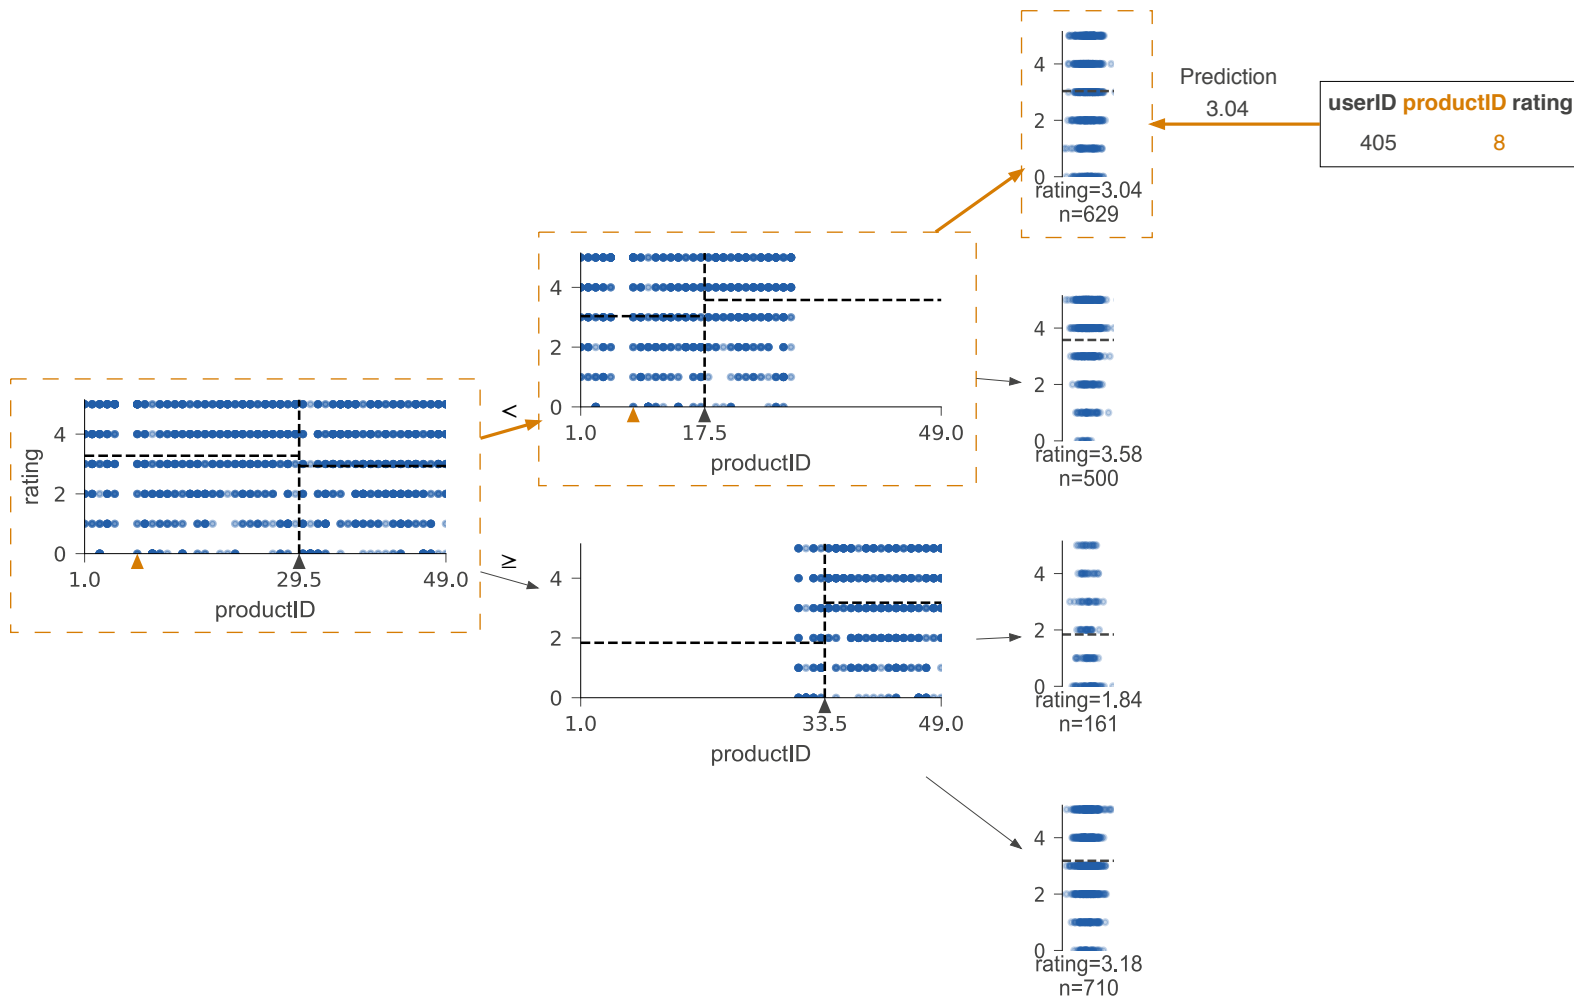 4
2
0
rating=3.04
n=629
Prediction
3.04
userID productID rating
405 8
4
2
0
1.0 17.5 49.0
productID
<
4
2
0
rating=3.58
n=500
rating
4
2
0
1.0 29.5 49.0
productID
≥
4
2
0
1.0 33.5 49.0
productID
4
2
0
rating=1.84
n=161
4
2
0
rating=3.18
n=710